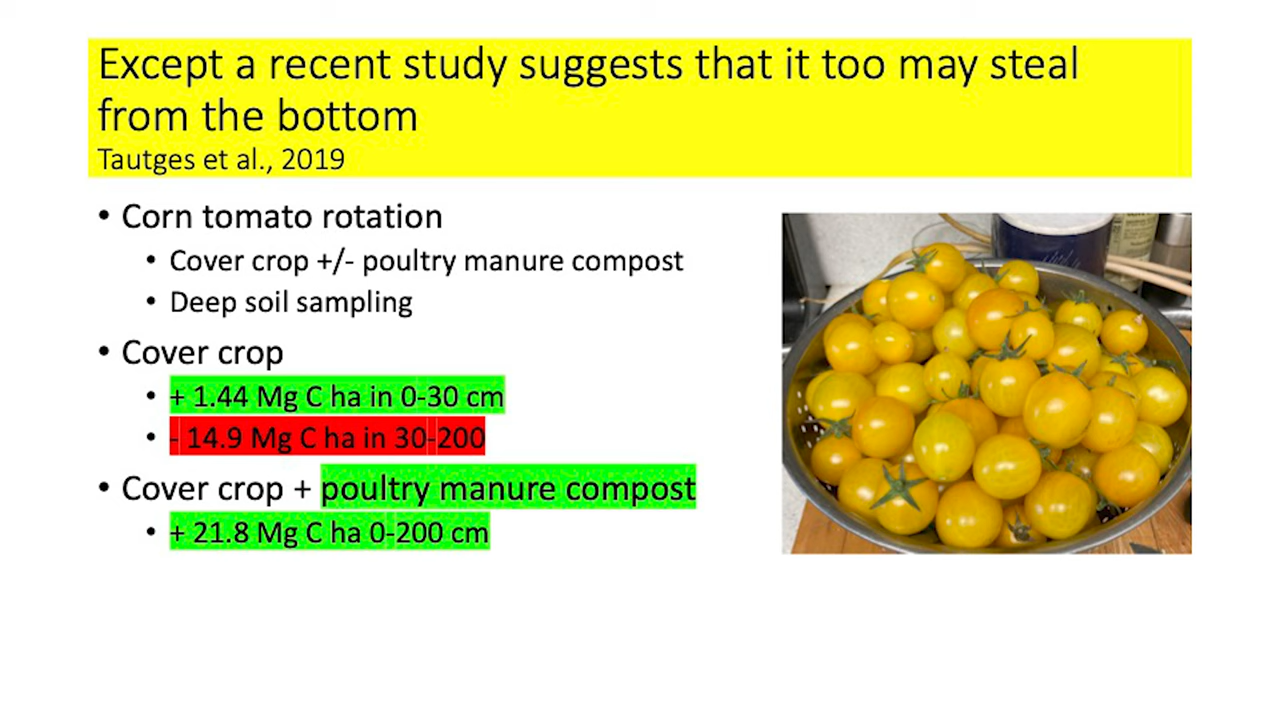 Except a recent study suggests that it too may steal
from the bottom
Tautges et al., 2019
• Corn tomato rotation
• Cover crop +/- poultry manure compost
• Deep soil sampling
• Cover crop
• + 1.44 Mg C ha in 0-30 cm
• - 14.9 Mg C ha in 30-200
• Cover crop + poultry manure compost
• + 21.8 Mg C ha 0-200 cm